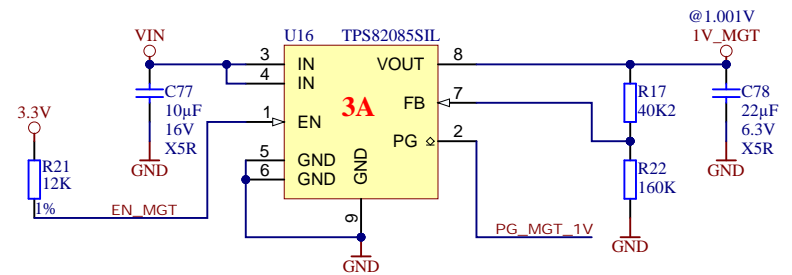 @1.001V
VIN
U16
TPS82085SIL
1V_MGT
3
IN
VOUT
8
4
IN
C77
10µF
16V
X5R
GND
3A
FB
7
R17
40K2
C78
22µF
6.3V
X5R
GND
3.3V
1
EN
PG
2
R21
12K
1%
EN_MGT
5
GND
6
GND
GND
9
GND
R22
160K
GND
PG_MGT_1V